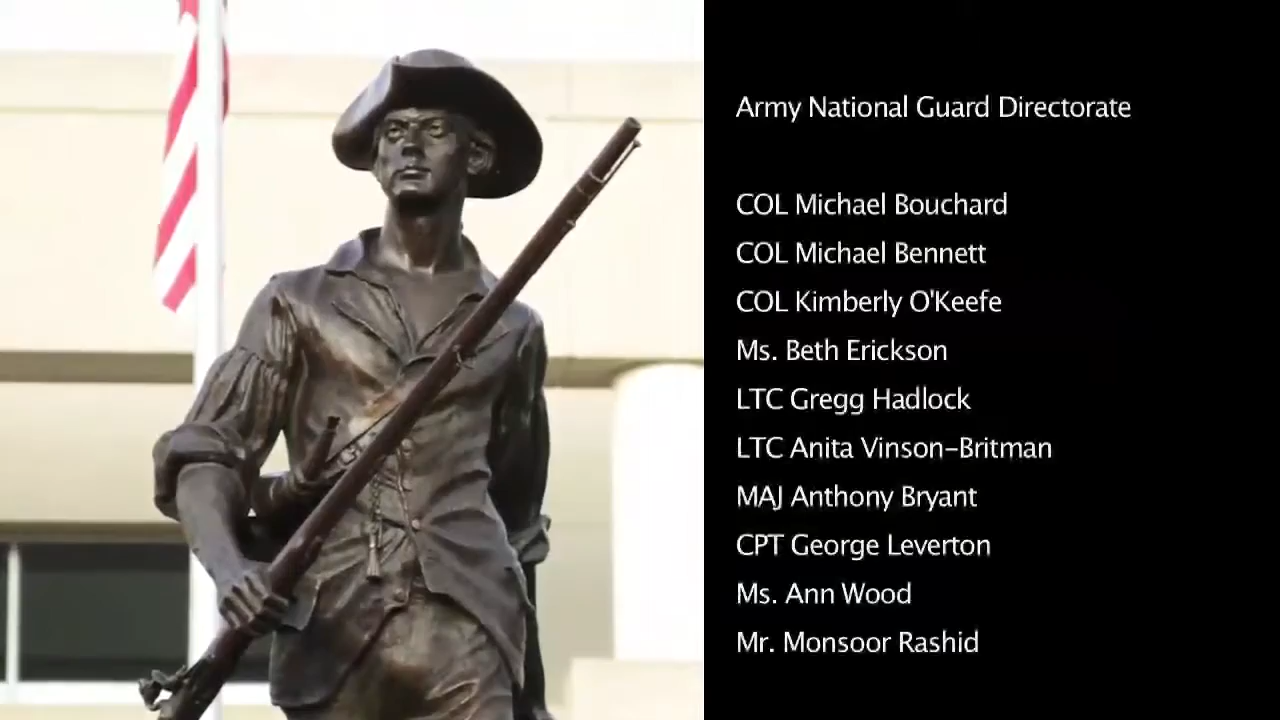 Army National Guard Directorate
COL Michael Bouchard
COL Michael Bennett
COL Kimberly O'Keefe
Ms. Beth Erickson
LTC Gregg Hadlock
LTC Anita Vinson-Britman
MAJ Anthony Bryant
CPT George Leverton
Ms. Ann Wood
Mr. Monsoor Rashid